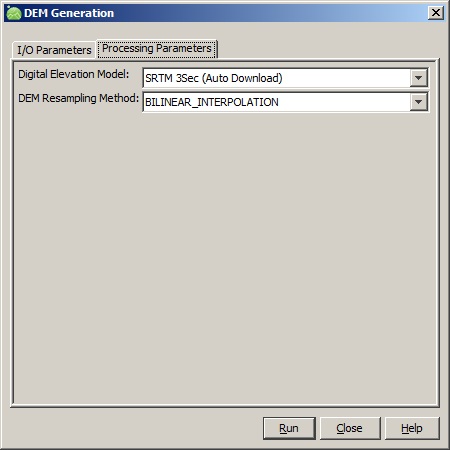 DEM Generation
I/O Parameters
Processing Parameters
Digital Elevation Model:
SRTM 3Sec (Auto Download)
DEM Resampling Method:
BILINEAR_INTERPOLATION
Run
Close
Help